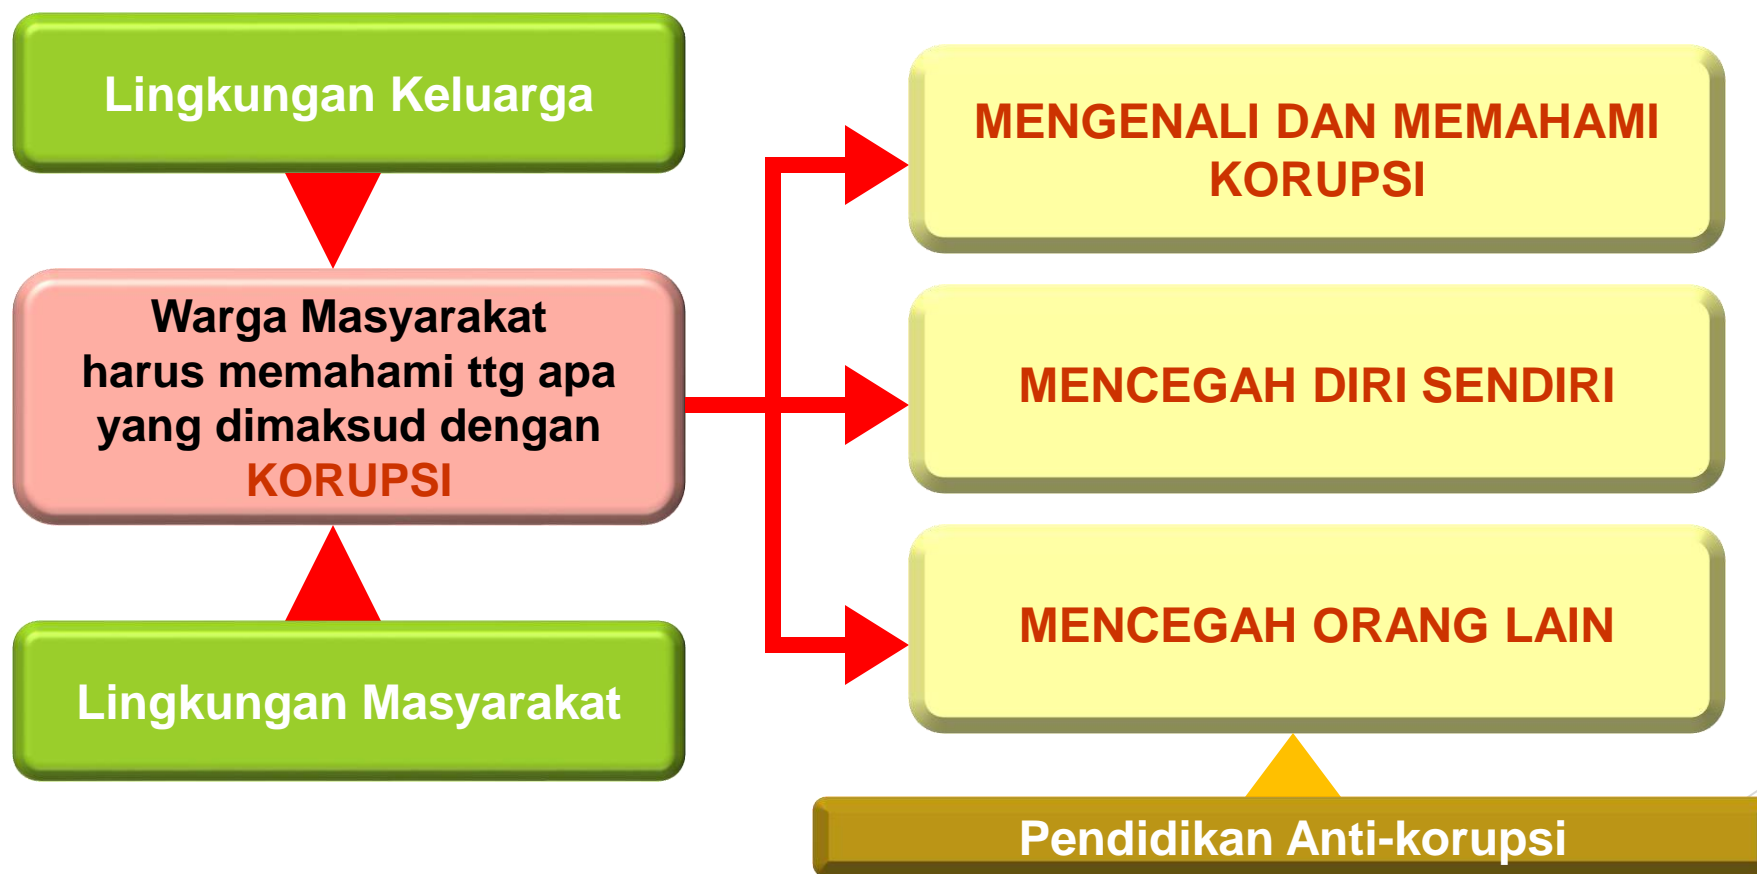 Lingkungan Keluarga
Warga Masyarakat
harus memahami ttg apa
yang dimaksud dengan
KORUPSI
Lingkungan Masyarakat
MENGENALI DAN MEMAHAMI
KORUPSI
MENCEGAH DIRI SENDIRI
MENCEGAH ORANG LAIN
Pendidikan Anti-korupsi